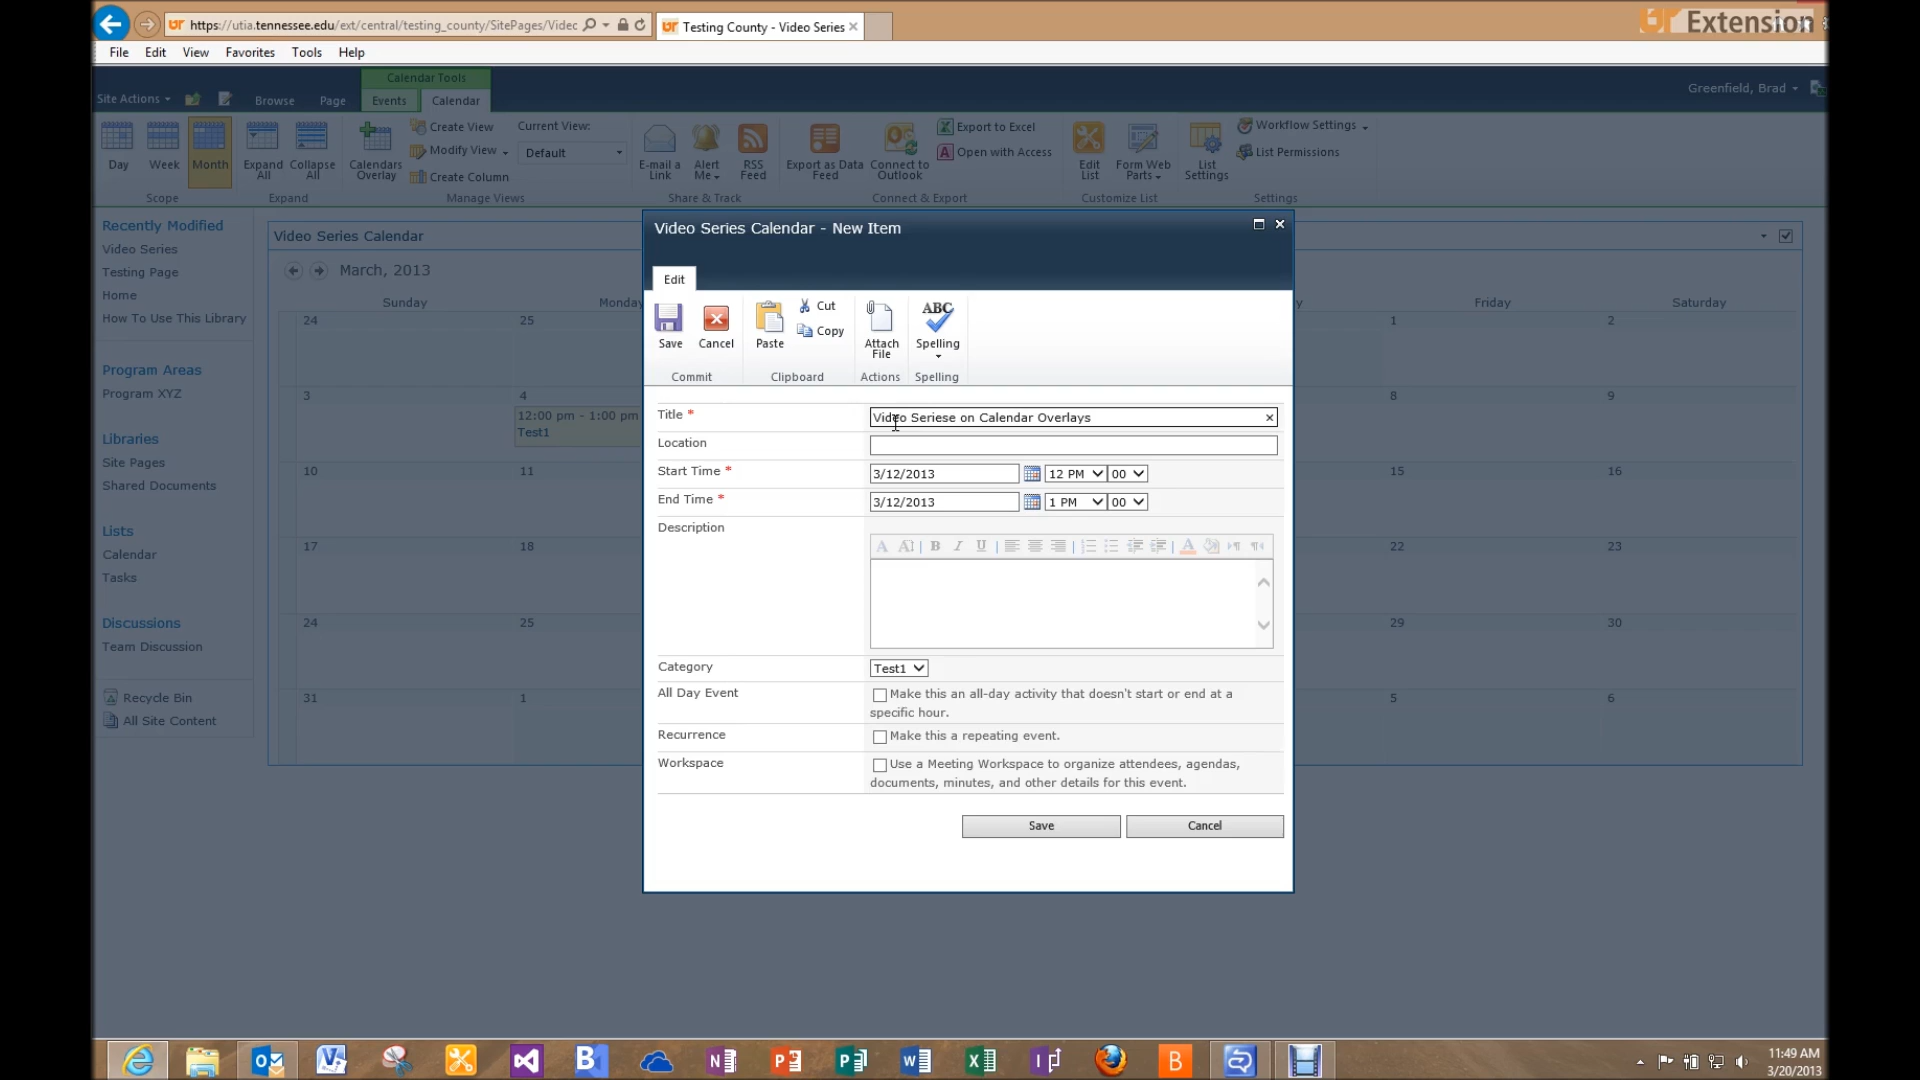 https://utia.tennessee.edu/ext/central/testing_county/SitePages/Videc
Testing County - Video Series
UT Extension
File Edit View Favorites Tools Help
Calendar Tools
Site Actions Browse Page Events Calendar
Greenfield, Brad
Day Week Month
Scope
Expand All
Collapse All
Expand
Calendars Overlay
Create View
Modify View
Create Column
Current View:
Default
Manage Views
E-mail a Link
Alert Me
RSS Feed
Share & Track
Export as Data Feed
Connect to Outlook
Export to Excel
Open with Access
Connect & Export
Edit List
Form Web Parts
Customize List
List Settings
Workflow Settings
List Permissions
Settings
Recently Modified
Video Series
Testing Page
Home
How To Use This Library
Program Areas
Program XYZ
Libraries
Site Pages
Shared Documents
Lists
Calendar
Tasks
Discussions
Team Discussion
Recycle Bin
All Site Content
Video Series Calendar
March, 2013
Sunday Friday Saturday
24 25 1 2
3 4 8 9
12:00 pm - 1:00 pm
Test1
10 11 15 16
17 18 22 23
24 25 29 30
31 1 5 6
Video Series Calendar - New Item
Edit
Save Cancel
Commit
Paste
Cut
Copy
Clipboard
Attach File
Actions
ABC
Spelling
Spelling
Title * Video Seriese on Calendar Overlays
Location
Start Time * 3/12/2013 12 PM 00
End Time * 3/12/2013 1 PM 00
Description
Category Test1
All Day Event Make this an all-day activity that doesn't start or end at a
specific hour.
Recurrence Make this a repeating event.
Workspace Use a Meeting Workspace to organize attendees, agendas,
documents, minutes, and other details for this event.
Save Cancel
11:49 AM
3/20/2013